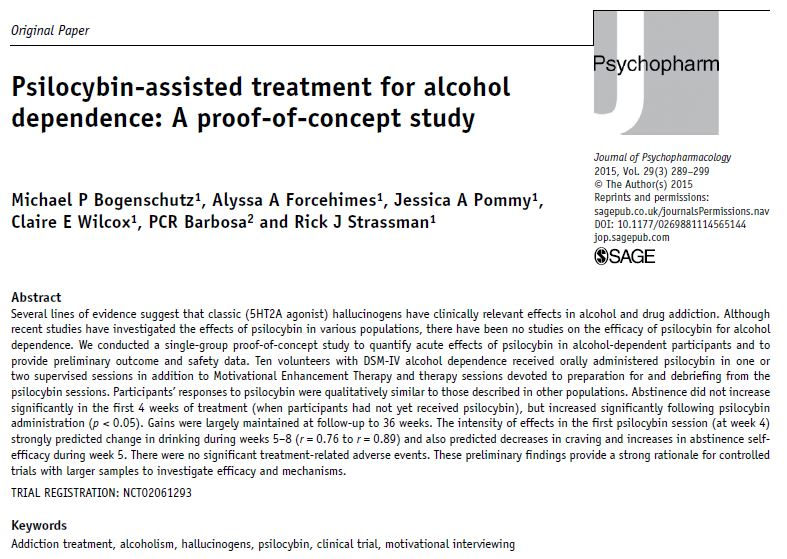 Original Paper
Psychopharm
Psilocybin-assisted treatment for alcohol
dependence: A proof-of-concept study
Journal of Psychopharmacology
2015, Vol. 29(3) 289–299
© The Author(s) 2015
Reprints and permissions:
sagepub.co.uk/journalsPermissions.nav
DOI: 10.1177/0269881114565144
jop.sagepub.com
SAGE
Michael P Bogenschutz¹, Alyssa A Forcehimes¹, Jessica A Pommy¹,
Claire E Wilcox¹, PCR Barbosa² and Rick J Strassman¹
Abstract
Several lines of evidence suggest that classic (5HT2A agonist) hallucinogens have clinically relevant effects in alcohol and drug addiction. Although
recent studies have investigated the effects of psilocybin in various populations, there have been no studies on the efficacy of psilocybin for alcohol
dependence. We conducted a single-group proof-of-concept study to quantify acute effects of psilocybin in alcohol-dependent participants and to
provide preliminary outcome and safety data. Ten volunteers with DSM-IV alcohol dependence received orally administered psilocybin in one or
two supervised sessions in addition to Motivational Enhancement Therapy and therapy sessions devoted to preparation for and debriefing from the
psilocybin sessions. Participants' responses to psilocybin were qualitatively similar to those described in other populations. Abstinence did not increase
significantly in the first 4 weeks of treatment (when participants had not yet received psilocybin), but increased significantly following psilocybin
administration (p < 0.05). Gains were largely maintained at follow-up to 36 weeks. The intensity of effects in the first psilocybin session (at week 4)
strongly predicted change in drinking during weeks 5–8 (r = 0.76 to r = 0.89) and also predicted decreases in craving and increases in abstinence self-
efficacy during week 5. There were no significant treatment-related adverse events. These preliminary findings provide a strong rationale for controlled
trials with larger samples to investigate efficacy and mechanisms.
TRIAL REGISTRATION: NCT02061293
Keywords
Addiction treatment, alcoholism, hallucinogens, psilocybin, clinical trial, motivational interviewing